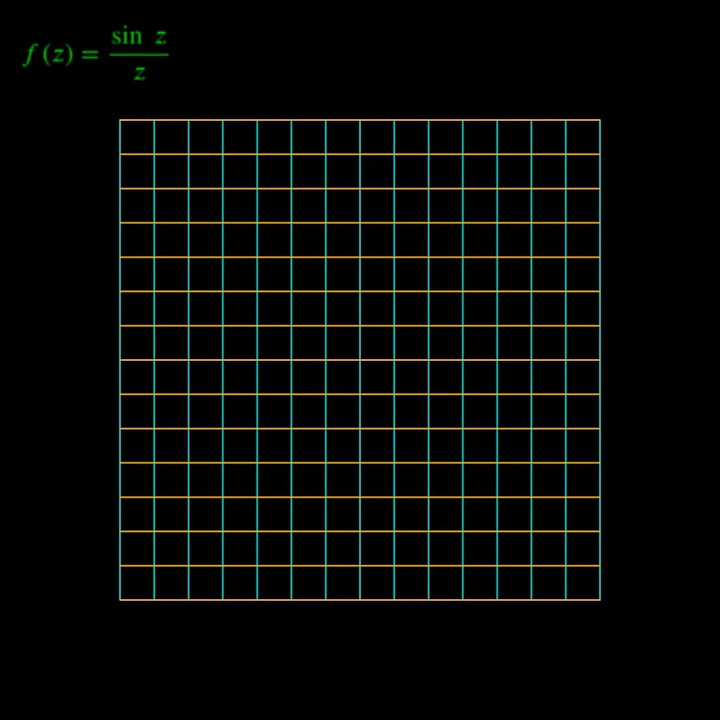 f (z) = sin z / z